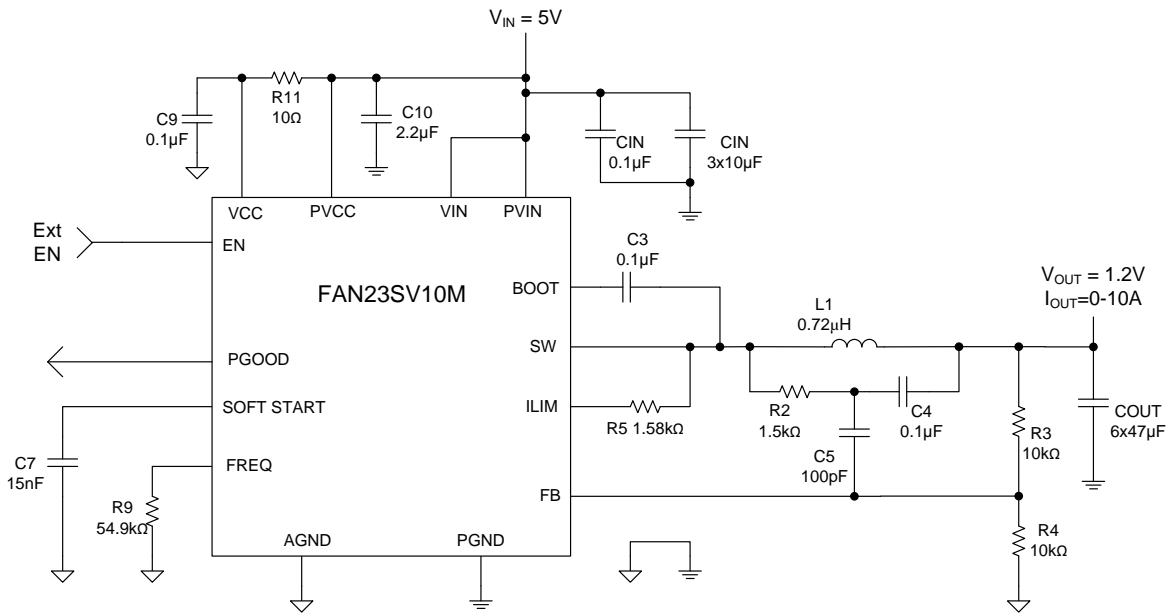 V_IN = 5V
R11
10Ω
C9
0.1µF
C10
2.2µF
CIN
0.1µF
CIN
3x10µF
VCC
PVCC
VIN
PVIN
Ext
EN
EN
FAN23SV10M
BOOT
C3
0.1µF
V_OUT = 1.2V
I_OUT=0-10A
L1
0.72µH
SW
PGOOD
SOFT START
ILIM
R5 1.58kΩ
R2
1.5kΩ
C4
0.1µF
C5
100pF
R3
10kΩ
COUT
6x47µF
C7
15nF
FREQ
R9
54.9kΩ
FB
R4
10kΩ
AGND
PGND